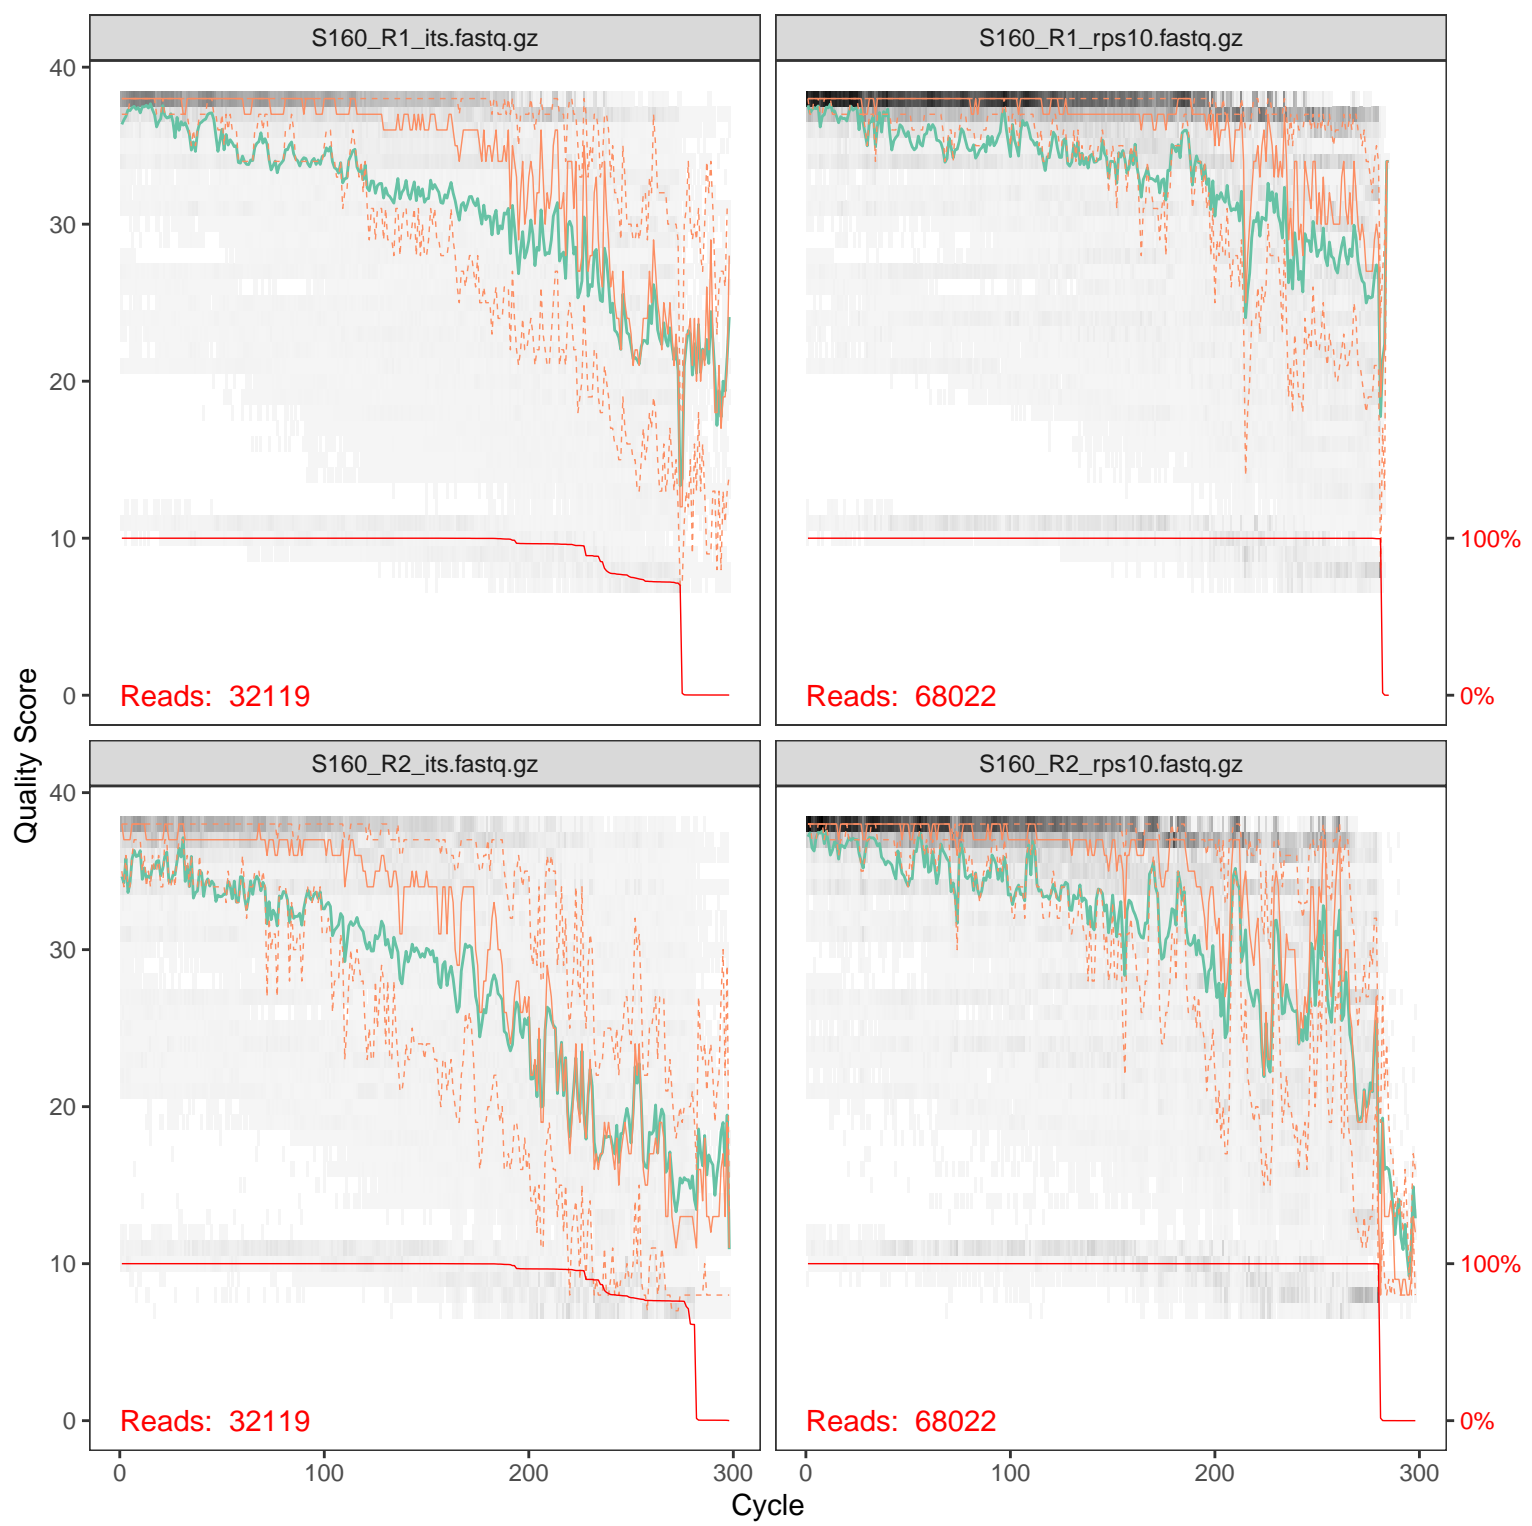 S160_R1_its.fastq.gz
S160_R1_rps10.fastq.gz
40
30
20
10
0
100%
0%
Reads: 32119
Reads: 68022
Quality Score
S160_R2_its.fastq.gz
S160_R2_rps10.fastq.gz
40
30
20
10
0
100%
0%
Reads: 32119
Reads: 68022
0 100 200 300
0 100 200 300
Cycle